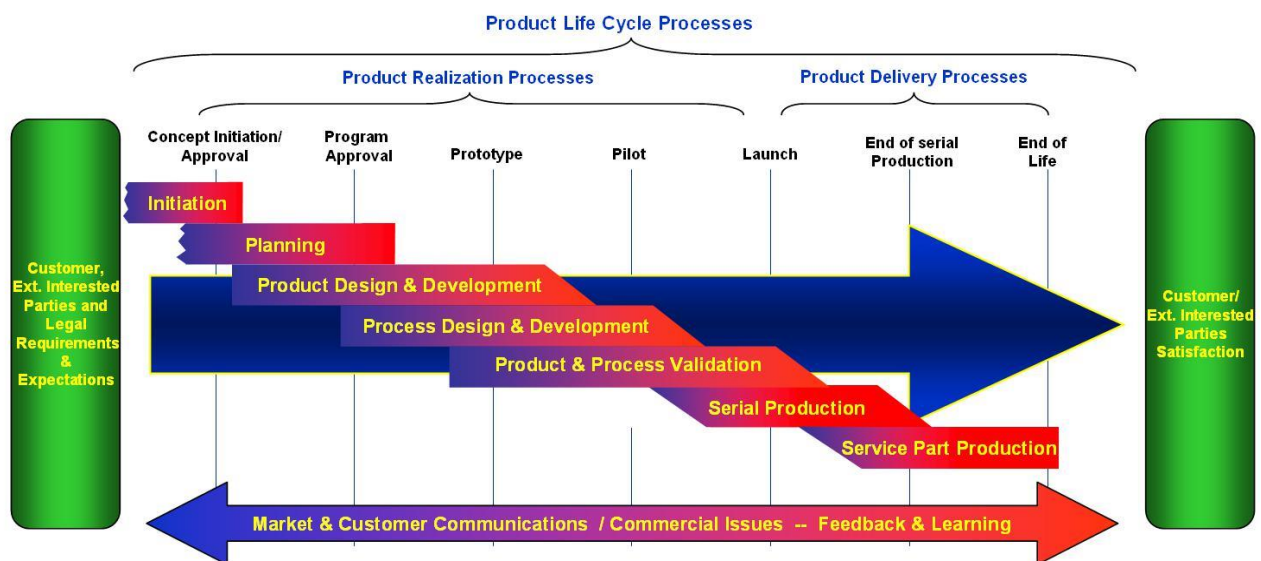 Product Life Cycle Processes
Product Realization Processes
Product Delivery Processes
Concept Initiation/
Approval
Program
Approval
Prototype
Pilot
Launch
End of serial
Production
End of
Life
Initiation
Planning
Product Design & Development
Process Design & Development
Product & Process Validation
Serial Production
Service Part Production
Customer,
Ext. Interested
Parties and
Legal
Requirements
&
Expectations
Customer/
Ext. Interested
Parties
Satisfaction
Market & Customer Communications / Commercial Issues -- Feedback & Learning